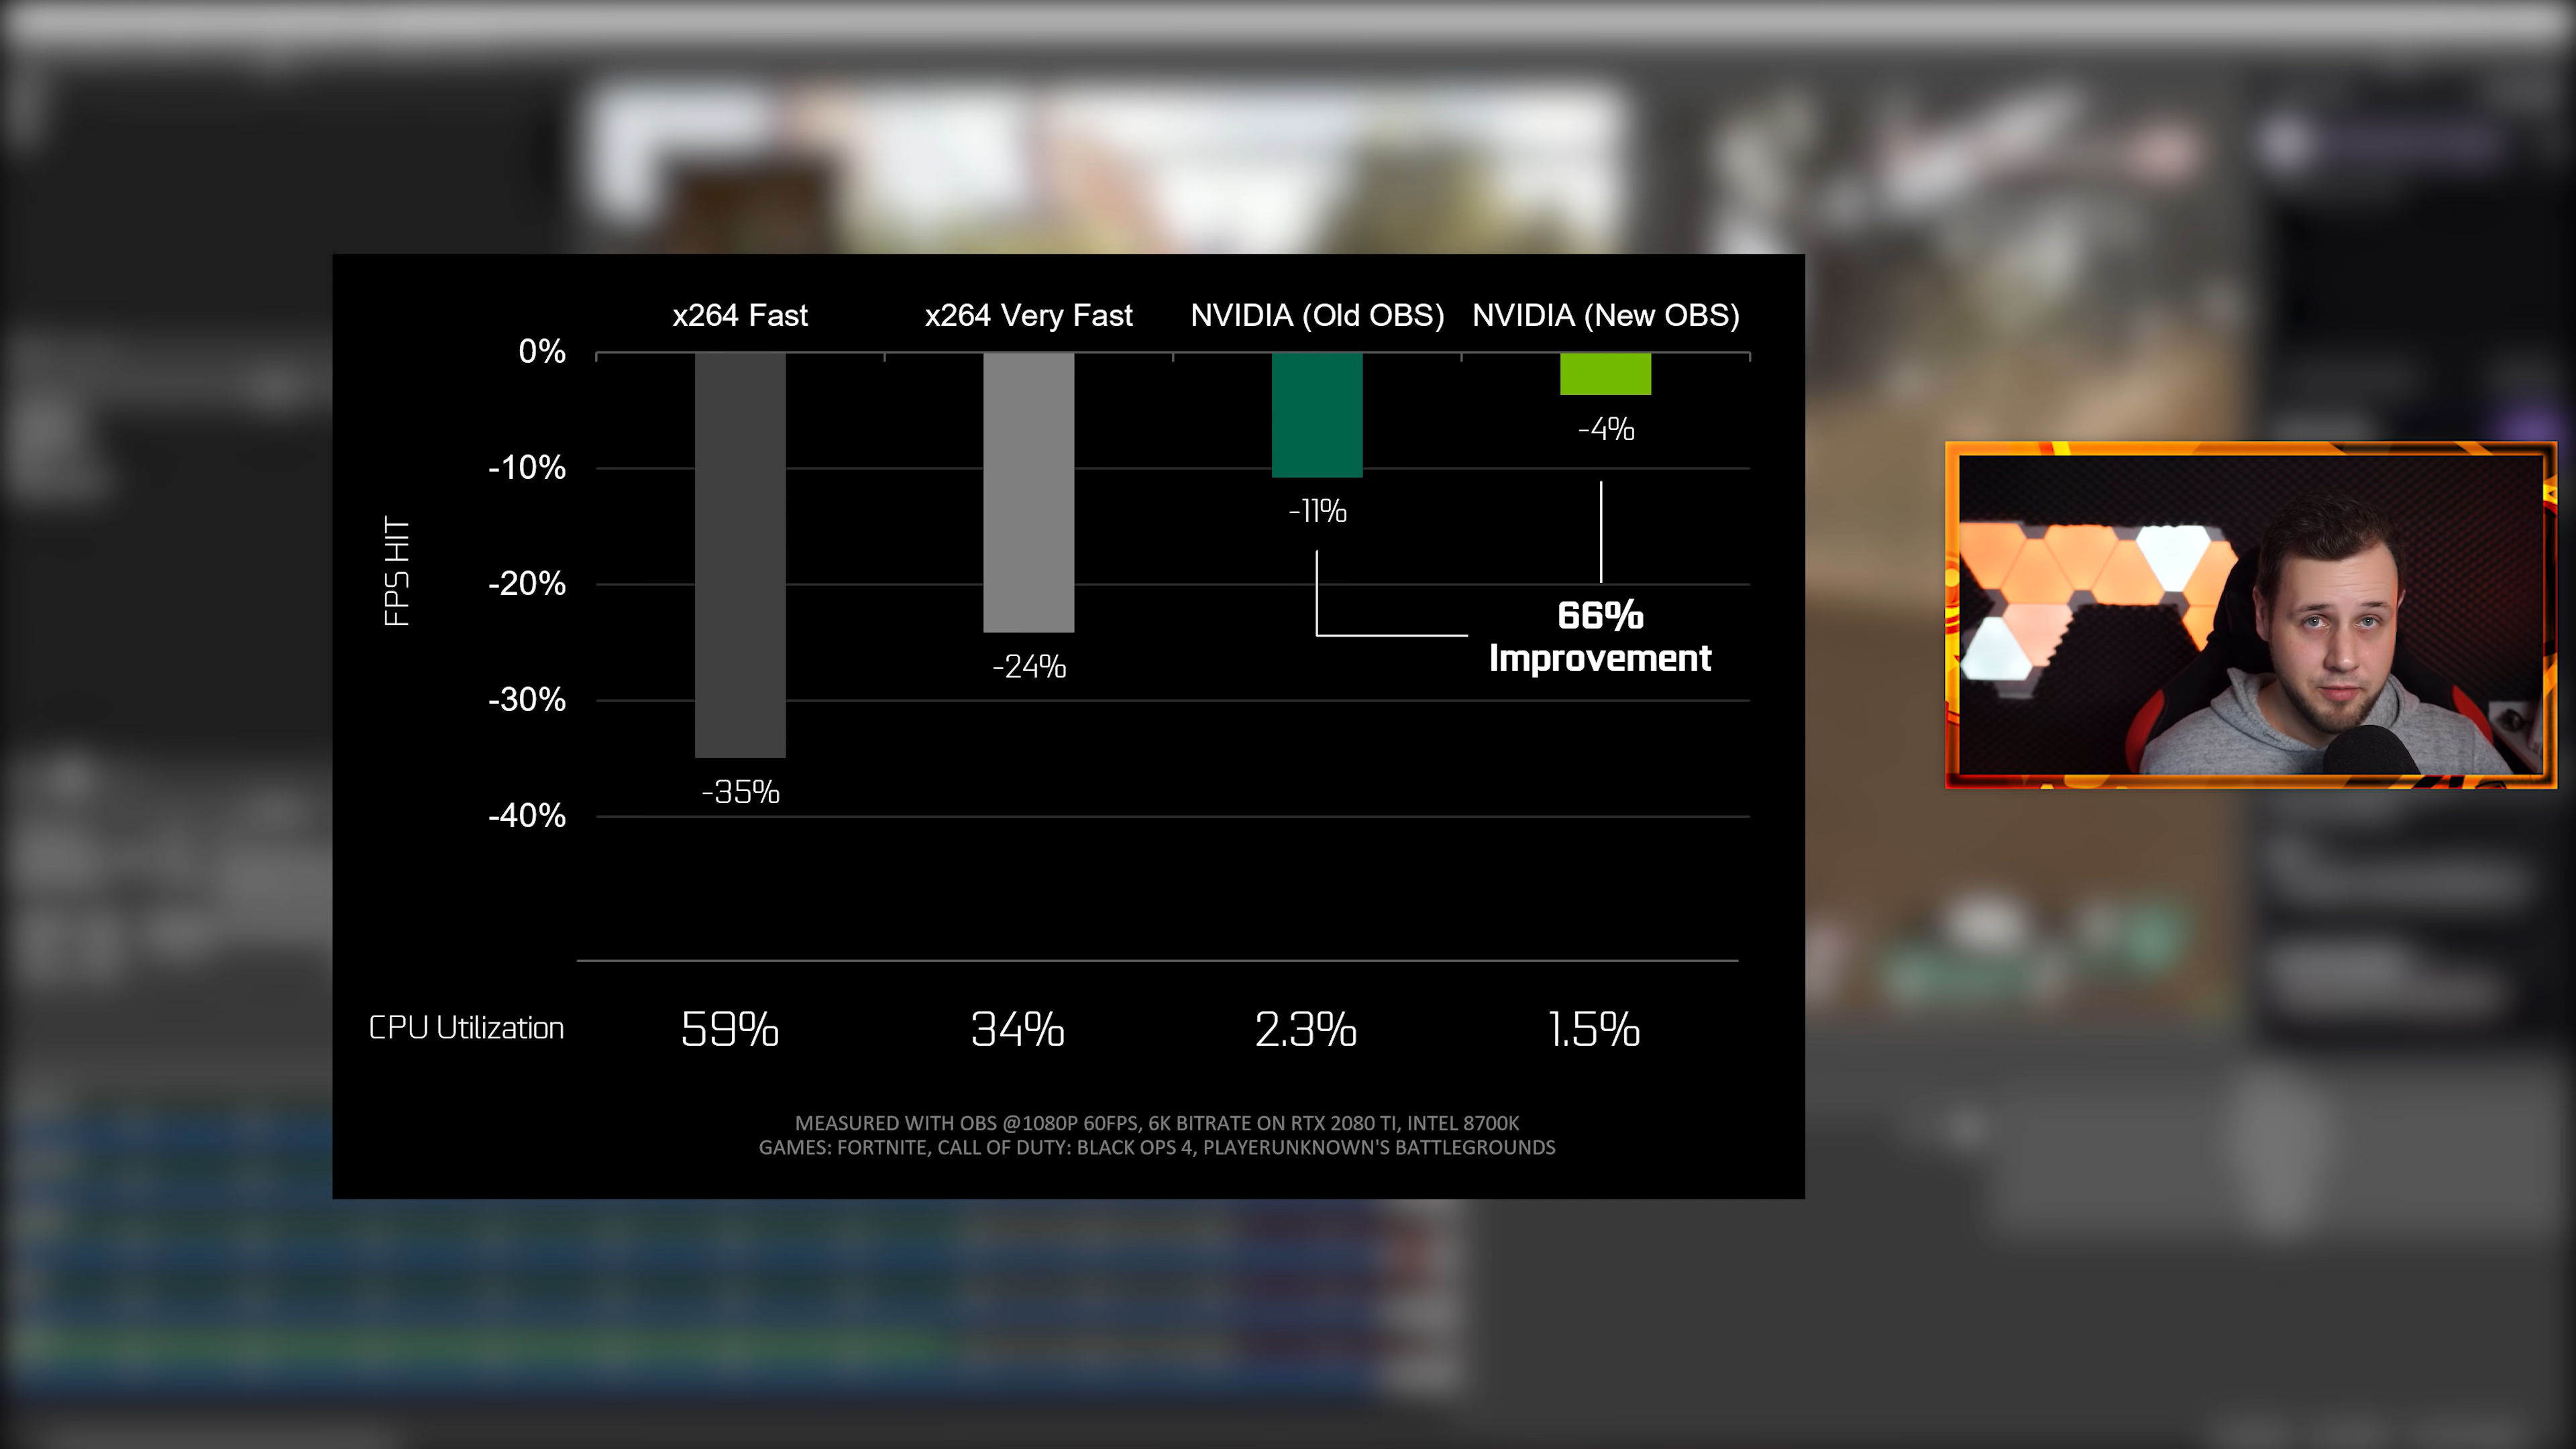 x264 Fast x264 Very Fast NVIDIA (Old OBS) NVIDIA (New OBS)
0%
-10%
-20%
-30%
-40%
FPS HIT
-35%
-24%
-11%
-4%
66%
Improvement
CPU Utilization 59% 34% 2.3% 1.5%
MEASURED WITH OBS @1080P 60FPS, 6K BITRATE ON RTX 2080 TI, INTEL 8700K
GAMES: FORTNITE, CALL OF DUTY: BLACK OPS 4, PLAYERUNKNOWN'S BATTLEGROUNDS